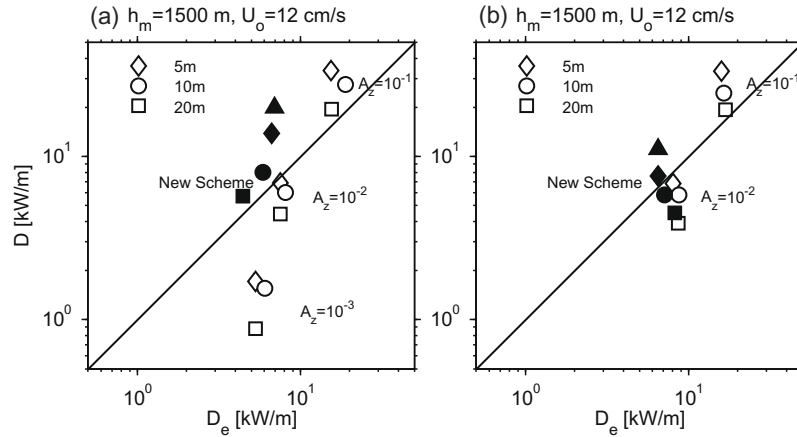 (a) h_m=1500 m, U_o=12 cm/s
5m
10m
20m
A_z=10^-1
New Scheme
A_z=10^-2
A_z=10^-3
10^1
10^0
D [kW/m]
10^0 10^1
D_e [kW/m]
(b) h_m=1500 m, U_o=12 cm/s
5m
10m
20m
A_z=10^-1
New Scheme
A_z=10^-2
10^1
10^0
10^0 10^1
D_e [kW/m]